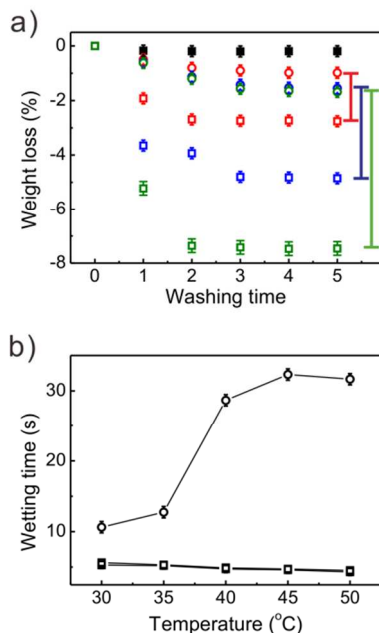 a)
0
-2
-4
-6
-8
Weight loss (%)
0 1 2 3 4 5
Washing time
b)
30
20
10
Wetting time (s)
30 35 40 45 50
Temperature (°C)